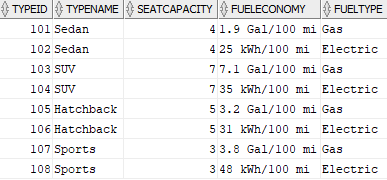 TYPEID TYPENAME SEATCAPACITY FUELECONOMY FUELTYPE
101 Sedan 4 1.9 Gal/100 mi Gas
102 Sedan 4 25 kWh/100 mi Electric
103 SUV 7 7.1 Gal/100 mi Gas
104 SUV 7 35 kWh/100 mi Electric
105 Hatchback 5 3.2 Gal/100 mi Gas
106 Hatchback 5 31 kWh/100 mi Electric
107 Sports 3 3.8 Gal/100 mi Gas
108 Sports 3 48 kWh/100 mi Electric